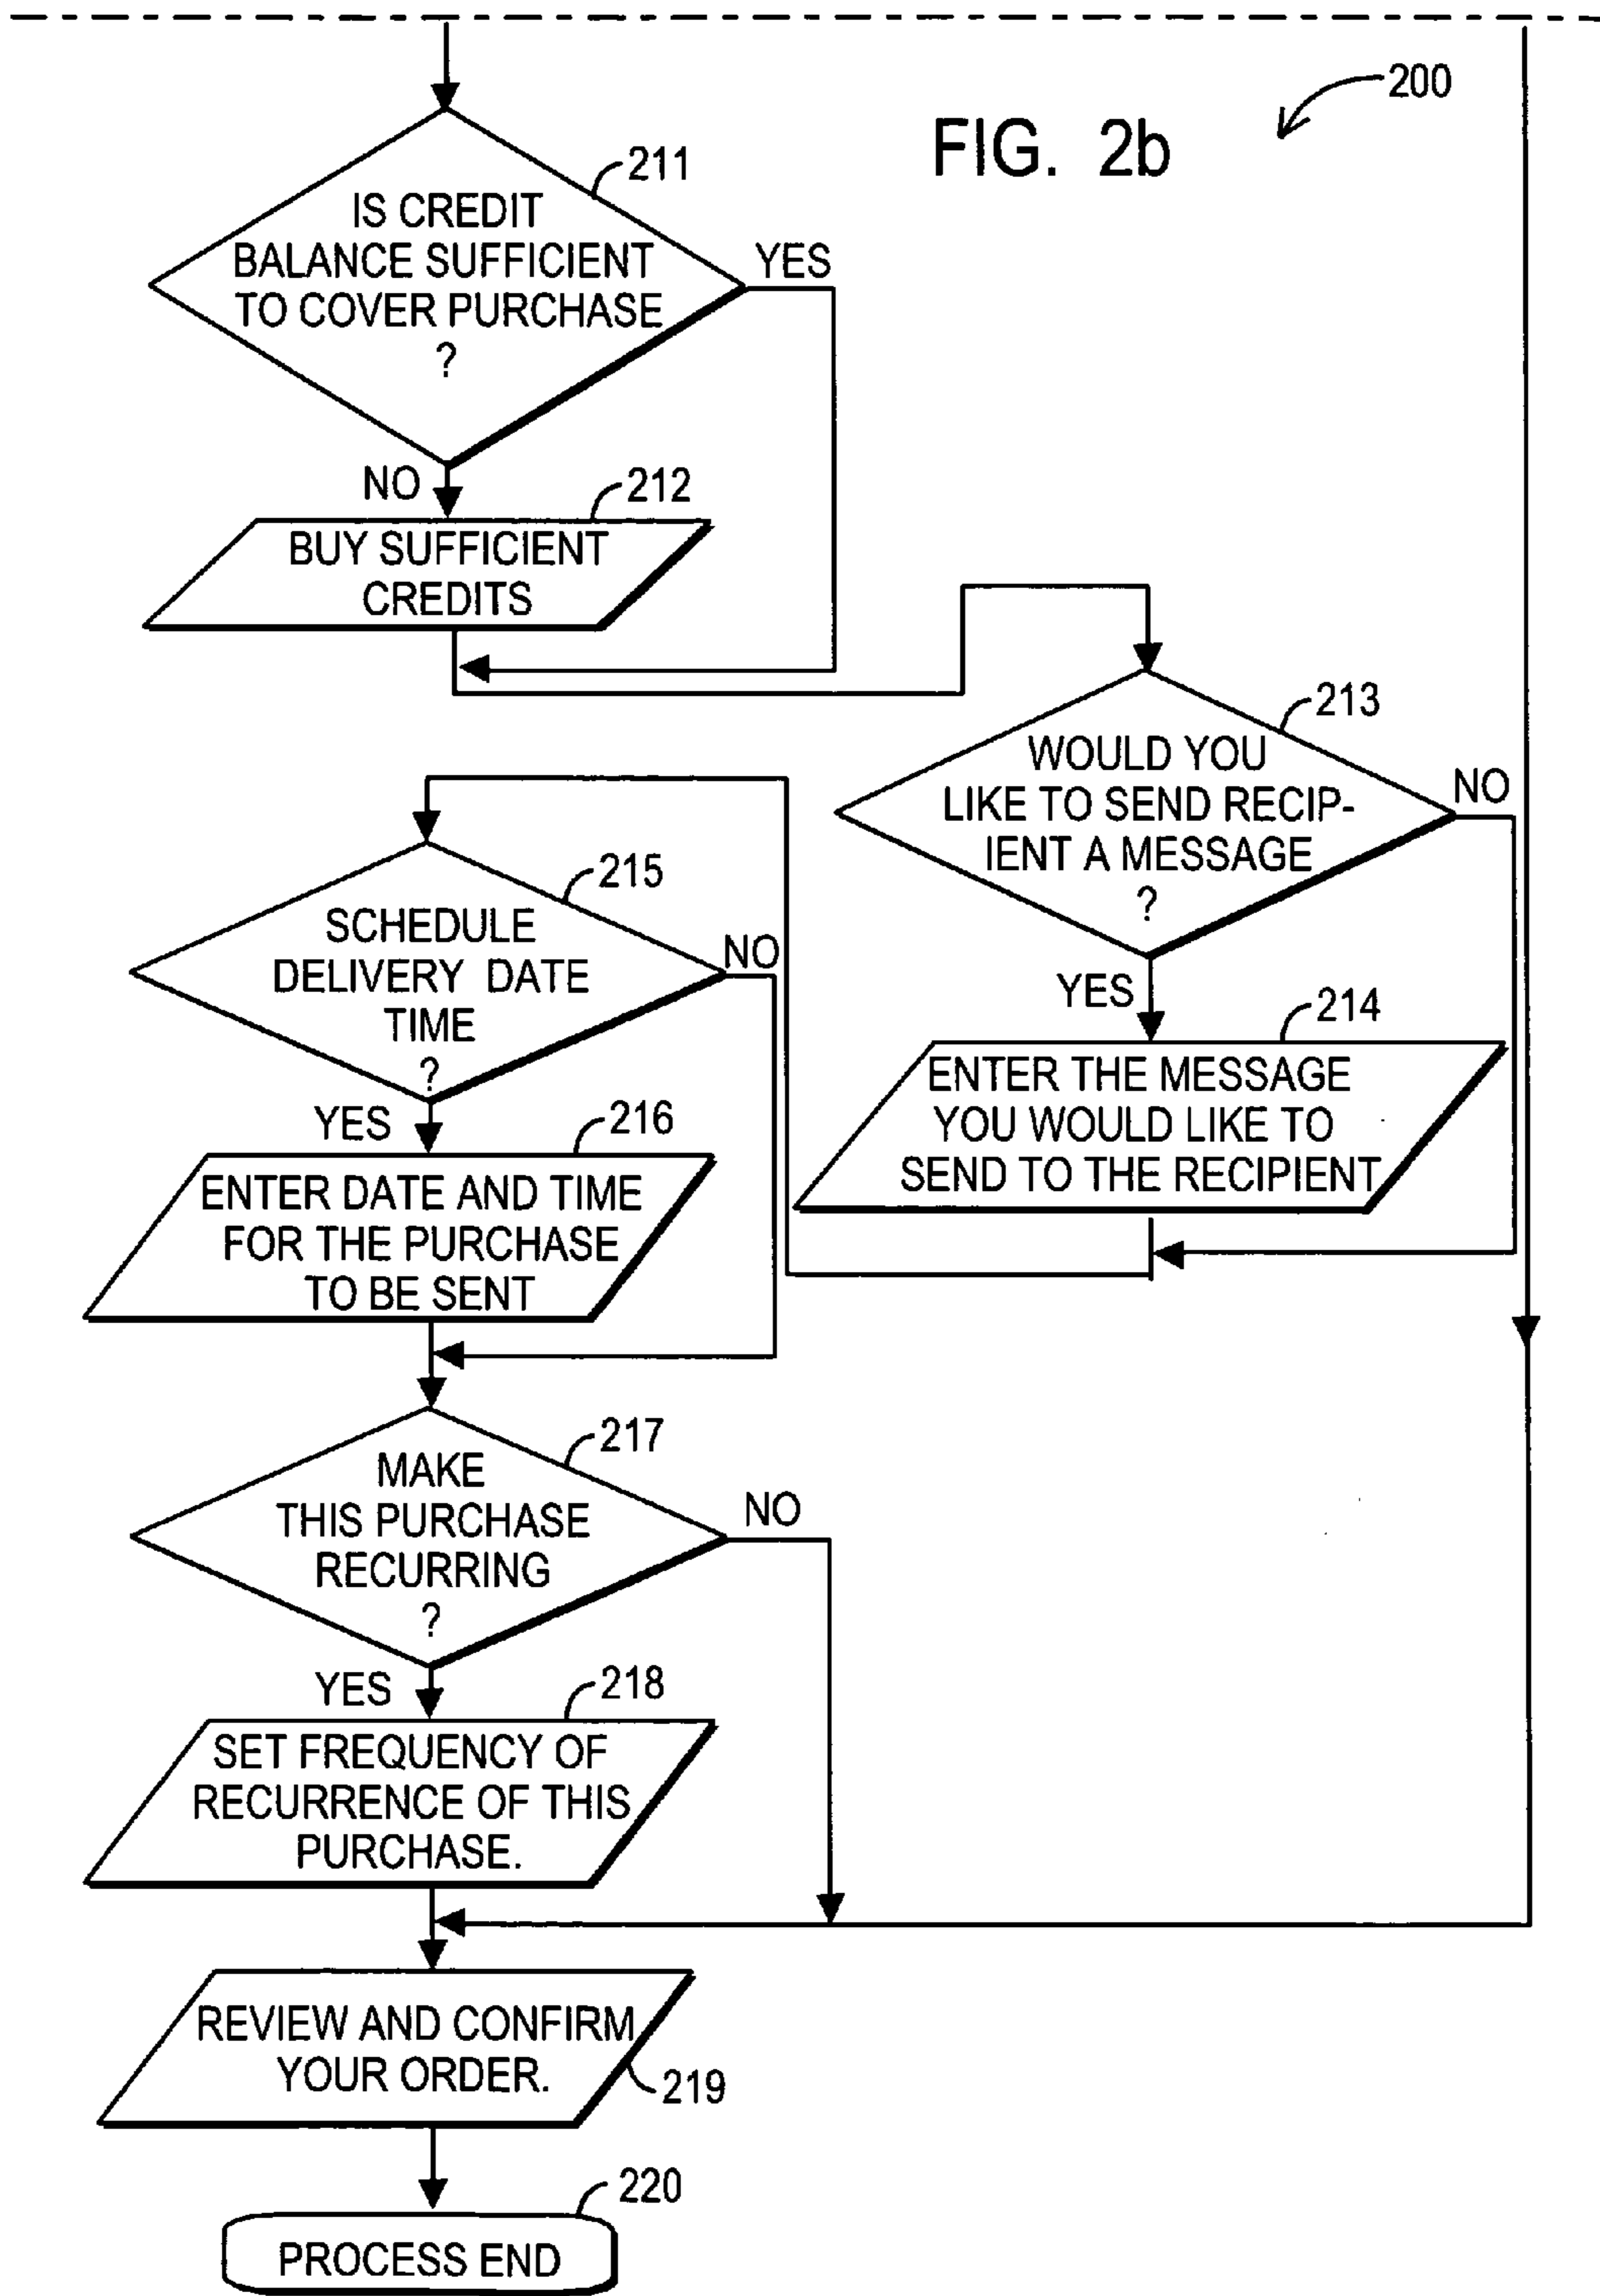 200
FIG. 2b
211
IS CREDIT
BALANCE SUFFICIENT
TO COVER PURCHASE
?
YES
NO
212
BUY SUFFICIENT
CREDITS
213
WOULD YOU
LIKE TO SEND RECIP-
IENT A MESSAGE
?
NO
YES
214
ENTER THE MESSAGE
YOU WOULD LIKE TO
SEND TO THE RECIPIENT
215
SCHEDULE
DELIVERY DATE
TIME
?
NO
YES
216
ENTER DATE AND TIME
FOR THE PURCHASE
TO BE SENT
217
MAKE
THIS PURCHASE
RECURRING
?
NO
YES
218
SET FREQUENCY OF
RECURRENCE OF THIS
PURCHASE.
REVIEW AND CONFIRM
YOUR ORDER.
219
220
PROCESS END